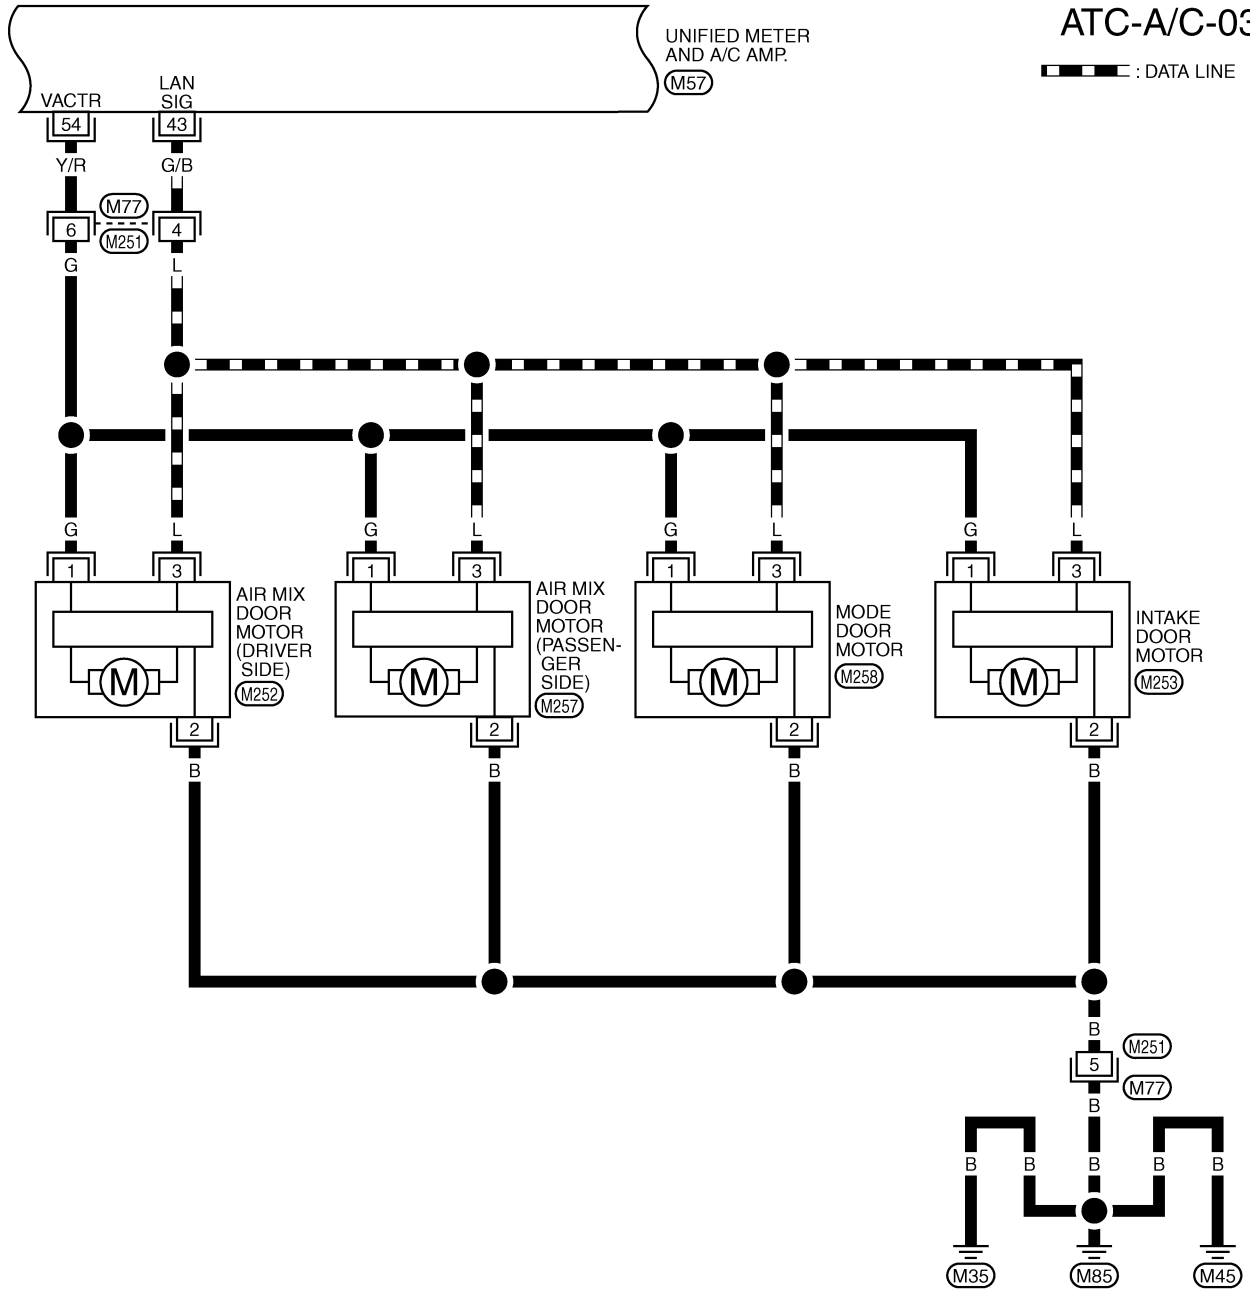 ATC-A/C-03
UNIFIED METER
AND A/C AMP.
M57
: DATA LINE
VACTR
LAN
SIG
54
43
Y/R
G/B
M77
6
4
M251
G
L
G
L
G
L
G
L
G
L
1
3
1
3
1
3
1
3
AIR MIX
DOOR
MOTOR
(DRIVER
SIDE)
M252
AIR MIX
DOOR
MOTOR
(PASSEN-
GER
SIDE)
M257
MODE
DOOR
MOTOR
M258
INTAKE
DOOR
MOTOR
M253
M
M
M
M
2
2
2
2
B
B
B
B
B
M251
5
M77
B
B
B
B
B
B
M35
M85
M45